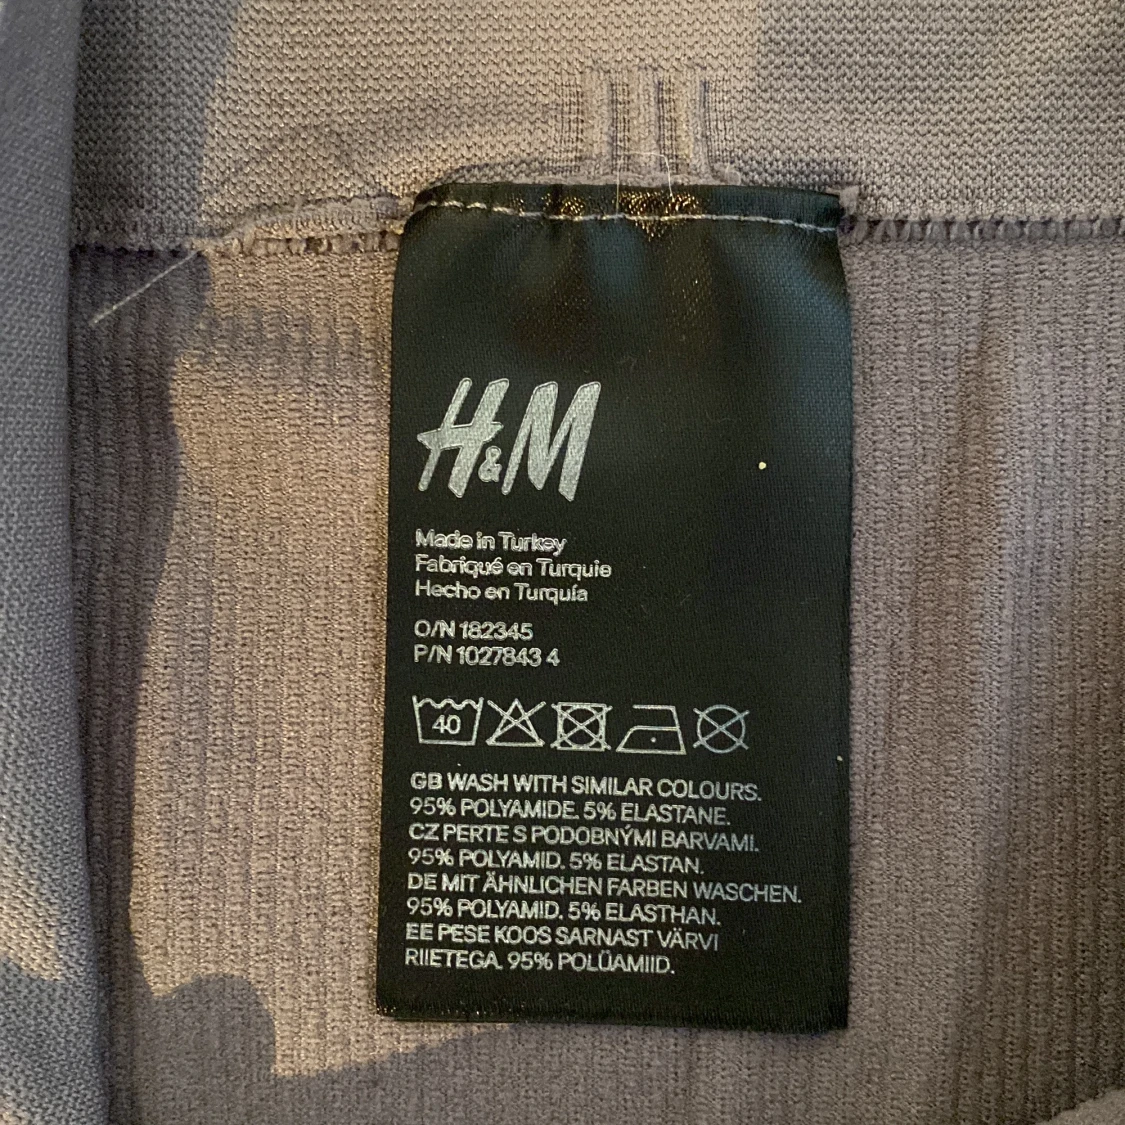 H&M
Made in Turkey
Fabriqué en Turquie
Hecho en Turquía
O/N 182345
P/N 1027843 4
40
GB WASH WITH SIMILAR COLOURS.
95% POLYAMIDE. 5% ELASTANE.
CZ PERTE S PODOBNÝMI BARVAMI.
95% POLYAMID. 5% ELASTAN.
DE MIT ÄHNLICHEN FARBEN WASCHEN.
95% POLYAMID. 5% ELASTHAN.
EE PESE KOOS SARNAST VÄRVI
RIIETEGA. 95% POLÜAMIID.